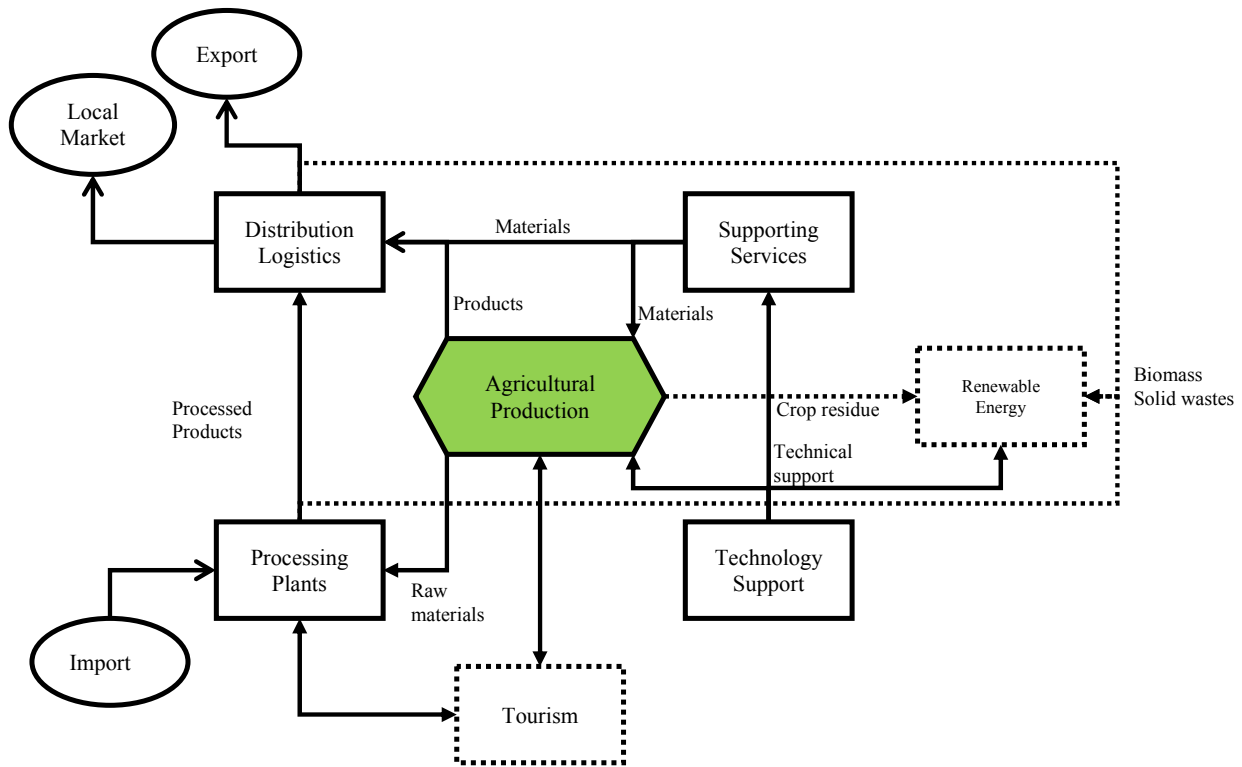 Export
Local
Market
Distribution
Logistics
Materials
Supporting
Services
Products
Materials
Agricultural
Production
Renewable
Energy
Biomass
Solid wastes
Crop residue
Processed
Products
Technical
support
Processing
Plants
Technology
Support
Raw
materials
Import
Tourism